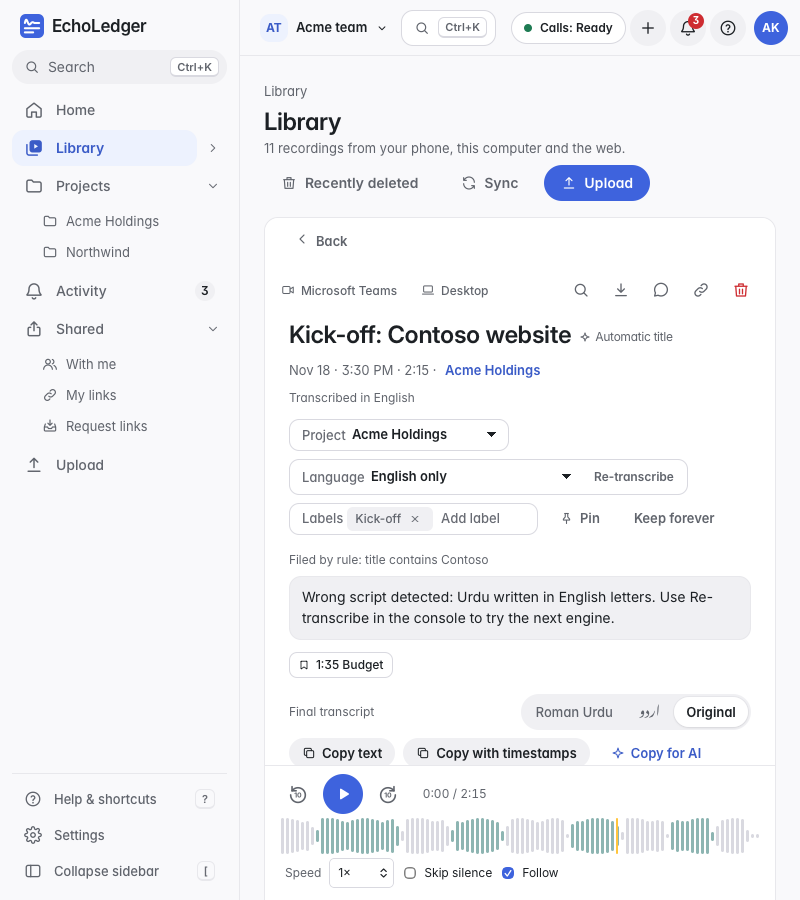 EchoLedger
Search Ctrl+K
Home
Library
Projects
Acme Holdings
Northwind
Activity 3
Shared
With me
My links
Request links
Upload
Help & shortcuts ?
Settings
Collapse sidebar [
AT Acme team Ctrl+K Calls: Ready 3 AK
Library
Library
11 recordings from your phone, this computer and the web.
Recently deleted Sync Upload
Back
Microsoft Teams Desktop
Kick-off: Contoso website Automatic title
Nov 18 · 3:30 PM · 2:15 · Acme Holdings
Transcribed in English
Project Acme Holdings
Language English only Re-transcribe
Labels Kick-off × Add label Pin Keep forever
Filed by rule: title contains Contoso
Wrong script detected: Urdu written in English letters. Use Re-
transcribe in the console to try the next engine.
1:35 Budget
Final transcript Roman Urdu اردو Original
Copy text Copy with timestamps Copy for AI
10 10 0:00 / 2:15
Speed 1× Skip silence Follow